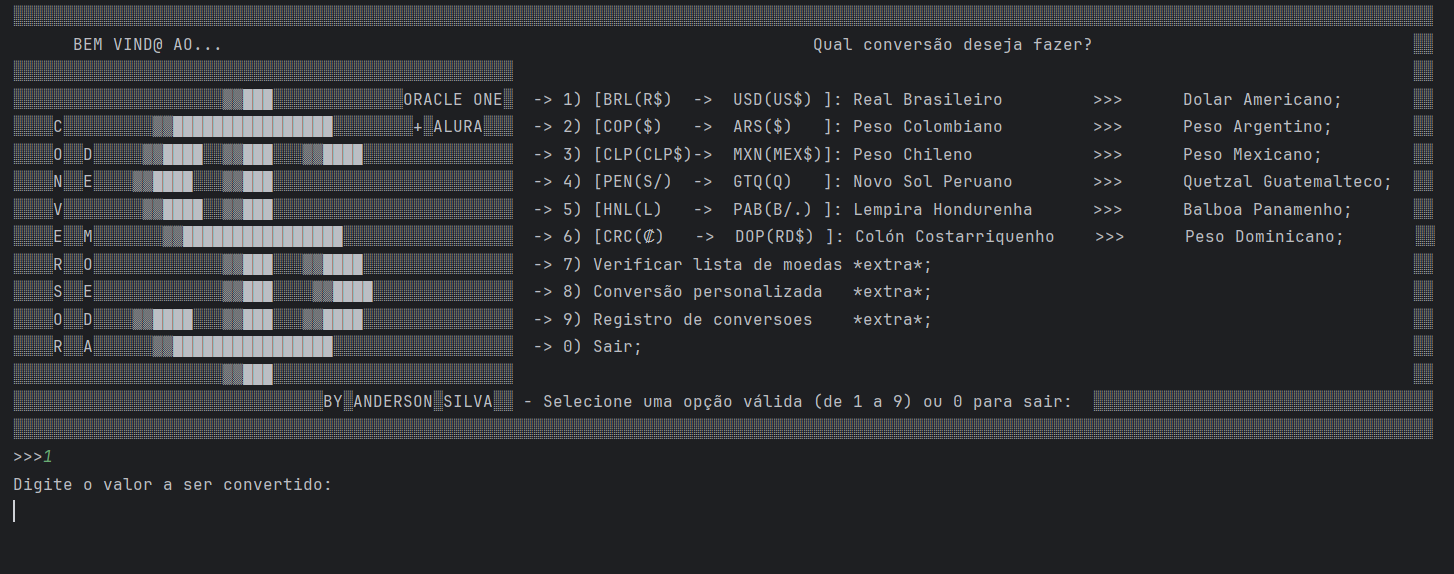 BEM VIND@ AO... Qual conversão deseja fazer?
ORACLE ONE -> 1) [BRL(R$) -> USD(US$) ]: Real Brasileiro >>> Dolar Americano;
C + ALURA -> 2) [COP($) -> ARS($) ]: Peso Colombiano >>> Peso Argentino;
O D -> 3) [CLP(CLP$)-> MXN(MEX$)]: Peso Chileno >>> Peso Mexicano;
N E -> 4) [PEN(S/) -> GTQ(Q) ]: Novo Sol Peruano >>> Quetzal Guatemalteco;
V -> 5) [HNL(L) -> PAB(B/.) ]: Lempira Hondurenha >>> Balboa Panamenho;
E M -> 6) [CRC(₡) -> DOP(RD$) ]: Colón Costarriquenho >>> Peso Dominicano;
R O -> 7) Verificar lista de moedas *extra*;
S E -> 8) Conversão personalizada *extra*;
O D -> 9) Registro de conversoes *extra*;
R A -> 0) Sair;
BY ANDERSON SILVA - Selecione uma opção válida (de 1 a 9) ou 0 para sair:
>>>1
Digite o valor a ser convertido: